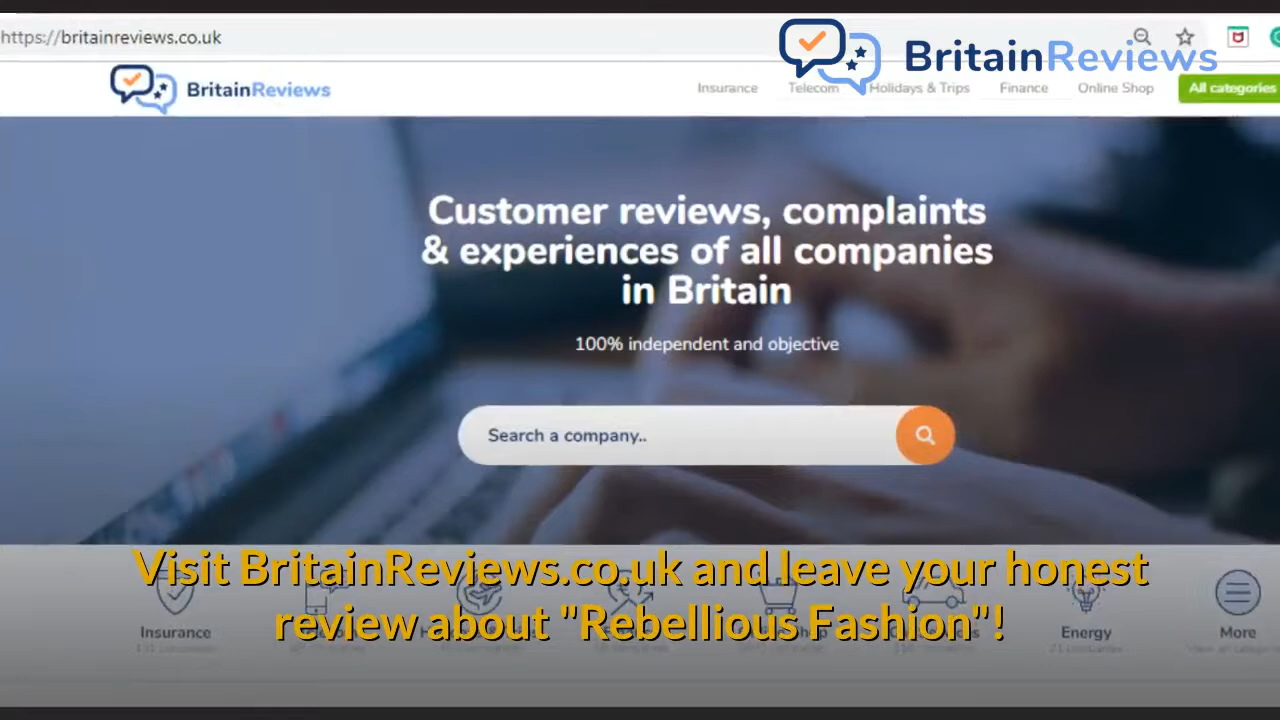 https://britainreviews.co.uk
BritainReviews
BritainReviews
Insurance
Telecom
Holidays & Trips
Finance
Online Shop
All categories
Customer reviews, complaints
& experiences of all companies
in Britain
100% independent and objective
Search a company..
Visit BritainReviews.co.uk and leave your honest
review about "Rebellious Fashion"!
Insurance
Energy
More